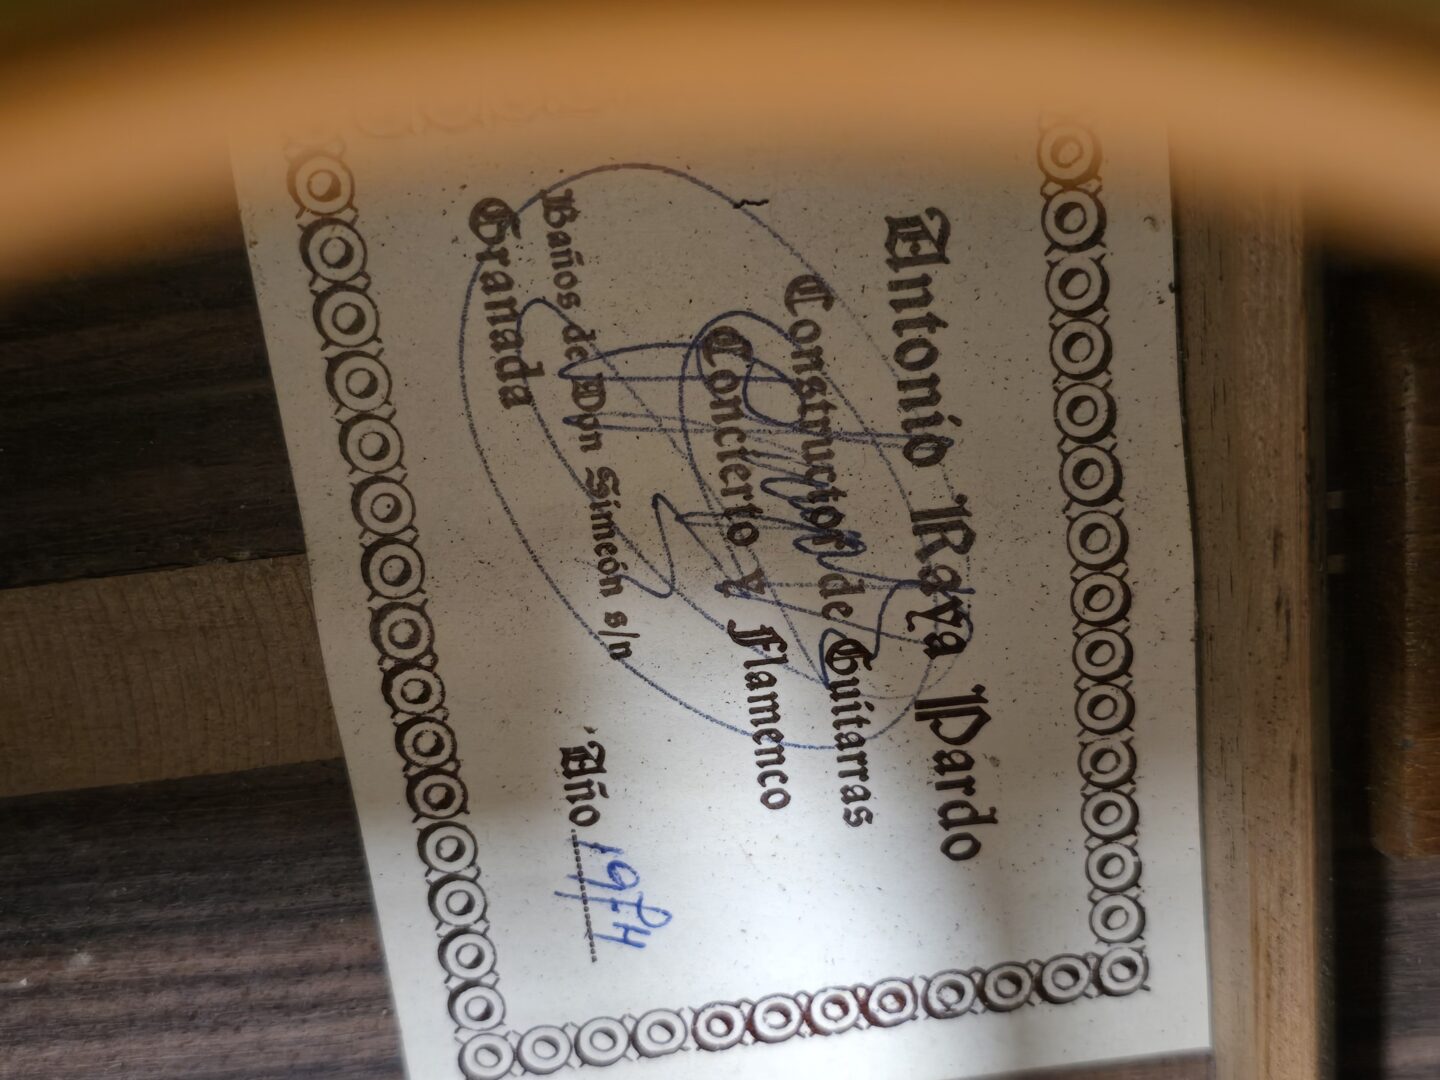 Antonio Raya Pardo
Constructor de Guitarras
Concierto y Flamenco
Baños de Don Simeón s/n
Granada
Año 1974